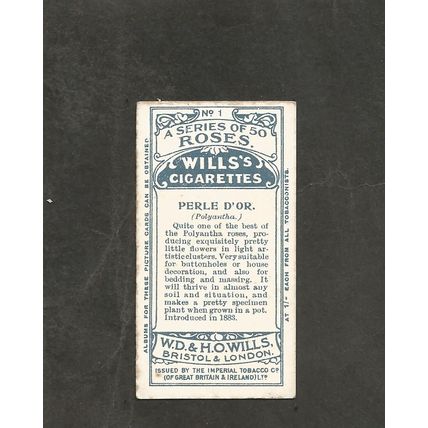 No 1
A SERIES OF 50
ROSES.
WILLS'S
CIGARETTES
PERLE D'OR.
(Polyantha.)
Quite one of the best of
the Polyantha roses, pro-
ducing exquisitely pretty
little flowers in light ar-
tistic clusters. Very suitable
for buttonholes or house
decoration, and also for
bedding and massing. It
will thrive in almost any
soil and situation, and
makes a pretty specimen
plant when grown in a pot.
Introduced in 1883.
W.D. & H.O. WILLS,
BRISTOL & LONDON.
ISSUED BY THE IMPERIAL TOBACCO Co
(OF GREAT BRITAIN & IRELAND) LTD
ALBUMS FOR THESE PICTURE CARDS CAN BE OBTAINED
AT 1/- EACH FROM ALL TOBACCONISTS.